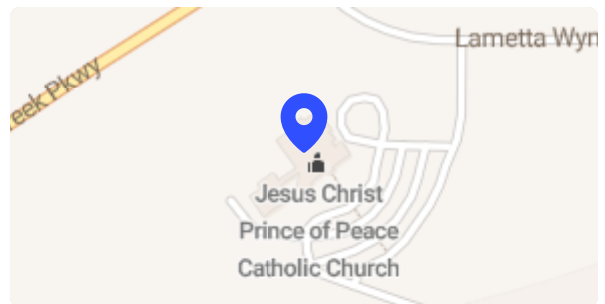 Lametta Wyn
eek Pkwy
Jesus Christ
Prince of Peace
Catholic Church